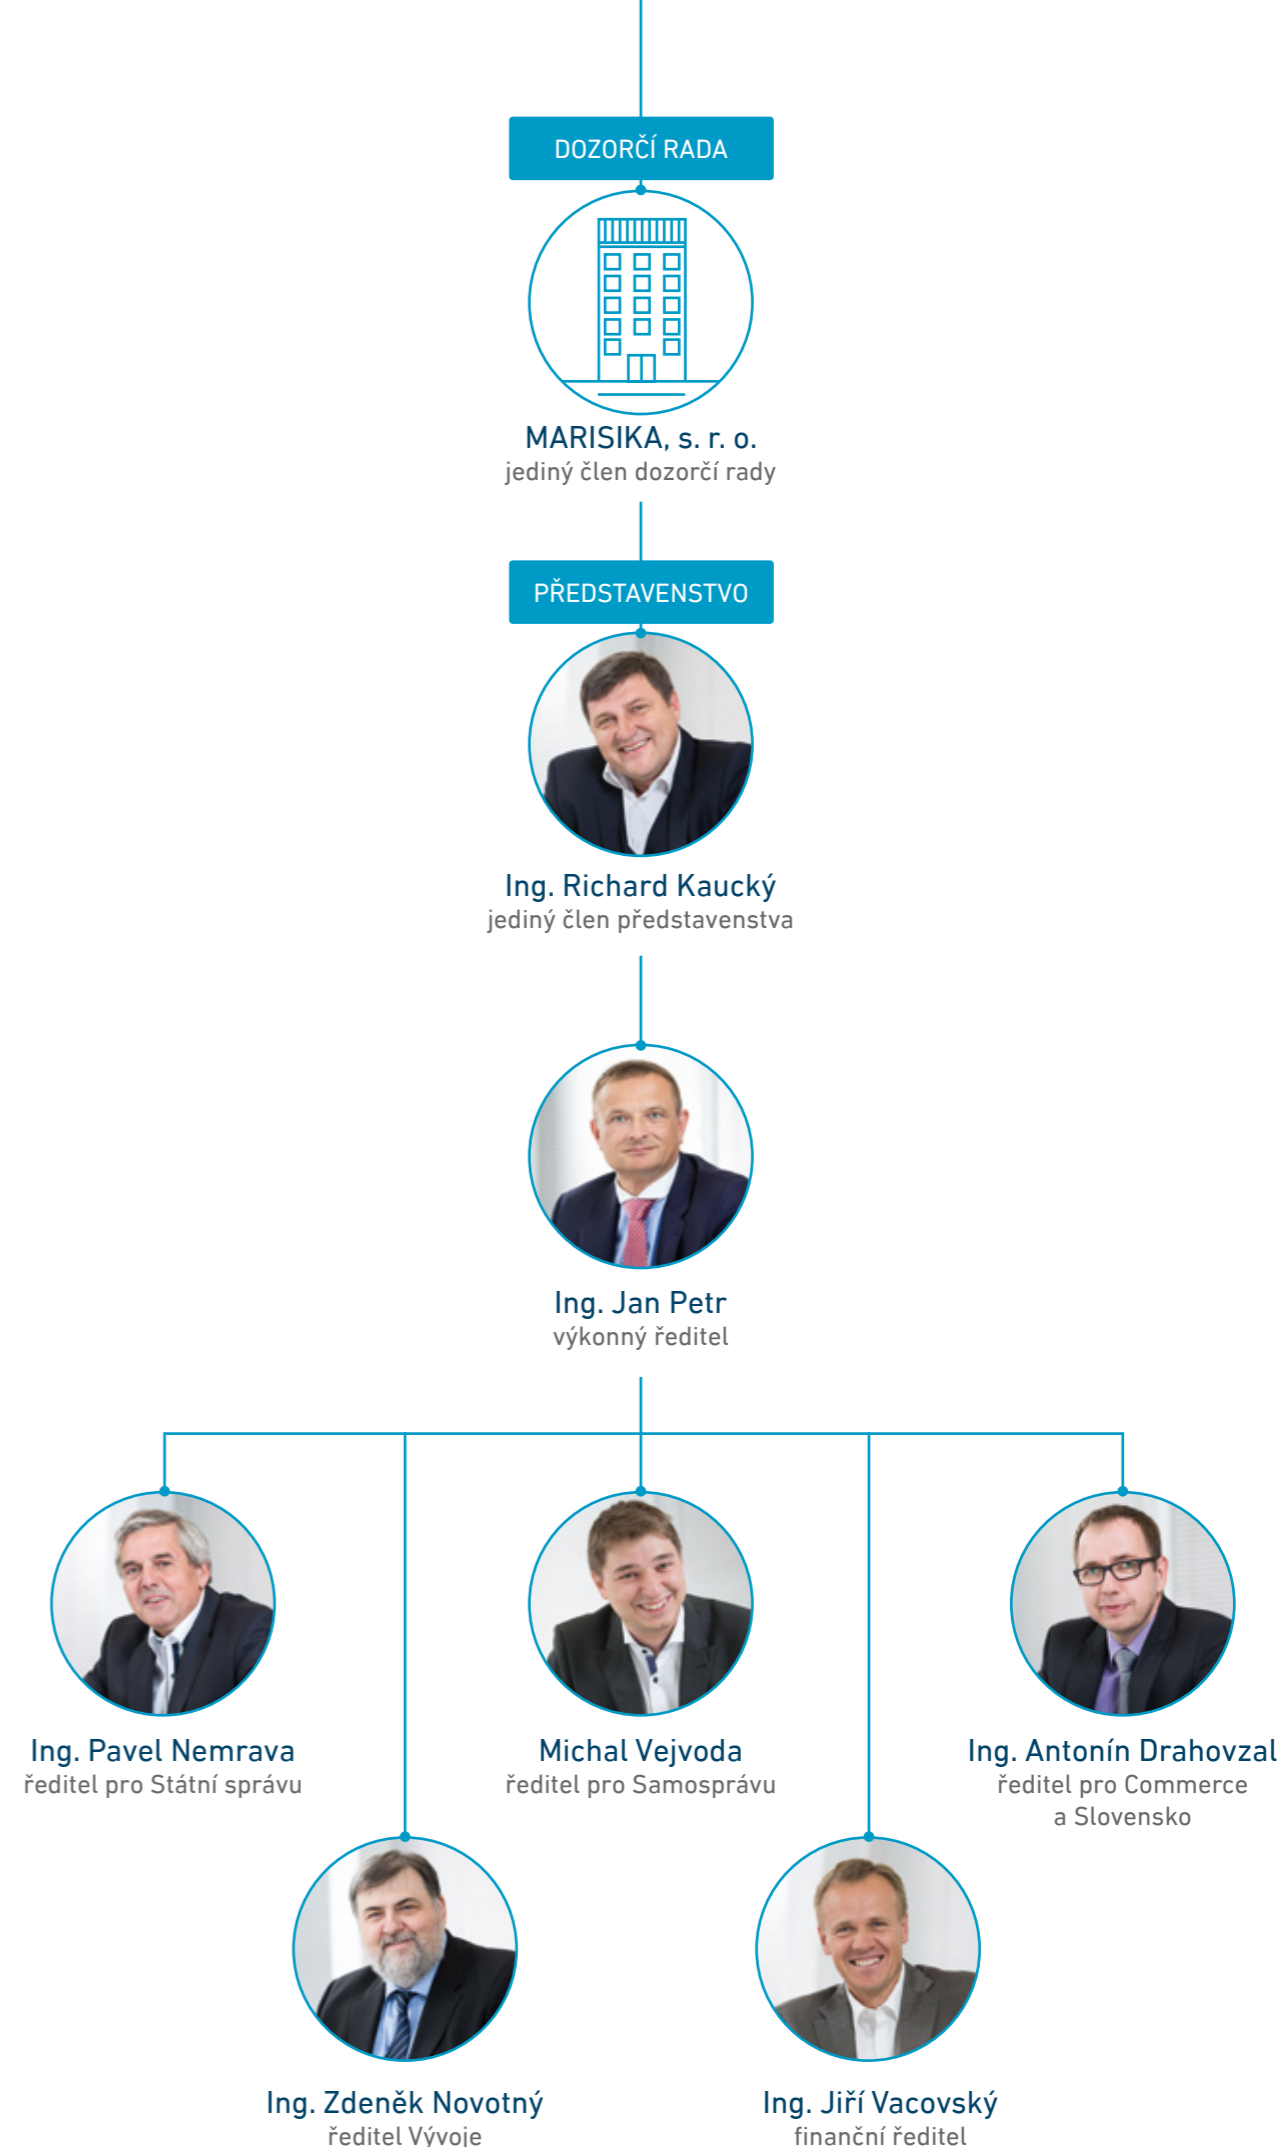 DOZORČÍ RADA
MARISIKA, s. r. o.
jediný člen dozorčí rady
PŘEDSTAVENSTVO
Ing. Richard Kaucký
jediný člen představenstva
Ing. Jan Petr
výkonný ředitel
Ing. Pavel Nemrava
ředitel pro Státní správu
Michal Vejvoda
ředitel pro Samosprávu
Ing. Antonín Drahovzal
ředitel pro Commerce
a Slovensko
Ing. Zdeněk Novotný
ředitel Vývoje
Ing. Jiří Vacovský
finanční ředitel